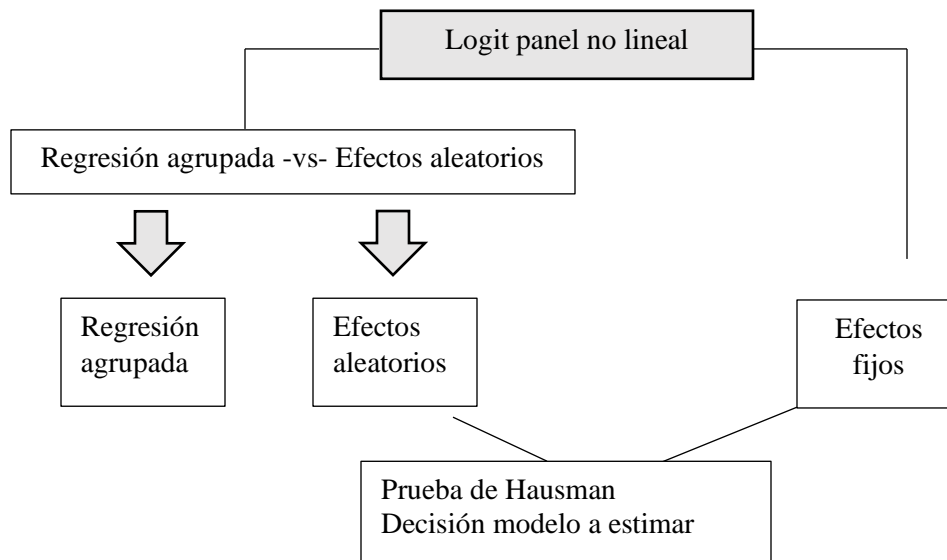 Logit panel no lineal
Regresión agrupada -vs- Efectos aleatorios
Regresión
agrupada
Efectos
aleatorios
Efectos
fijos
Prueba de Hausman
Decisión modelo a estimar